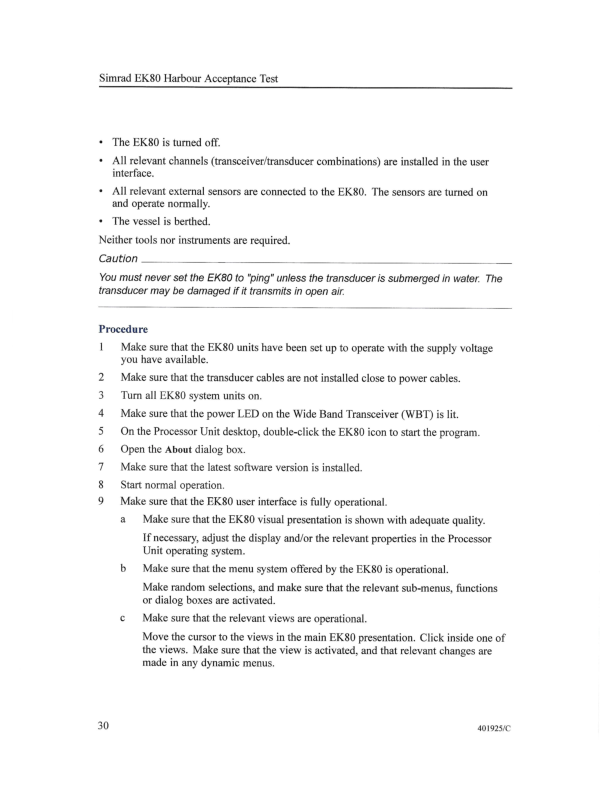 Simrad EK80 Harbour Acceptance Test
• The EK80 is turned off.
• All relevant channels (transceiver/transducer combinations) are installed in the user
interface.
• All relevant external sensors are connected to the EK80. The sensors are turned on
and operate normally.
• The vessel is berthed.
Neither tools nor instruments are required.
Caution
You must never set the EK80 to "ping" unless the transducer is submerged in water. The
transducer may be damaged if it transmits in open air.
Procedure
1 Make sure that the EK80 units have been set up to operate with the supply voltage
you have available.
2 Make sure that the transducer cables are not installed close to power cables.
3 Turn all EK80 system units on.
4 Make sure that the power LED on the Wide Band Transceiver (WBT) is lit.
5 On the Processor Unit desktop, double-click the EK80 icon to start the program.
6 Open the About dialog box.
7 Make sure that the latest software version is installed.
8 Start normal operation.
9 Make sure that the EK80 user interface is fully operational.
a Make sure that the EK80 visual presentation is shown with adequate quality.
If necessary, adjust the display and/or the relevant properties in the Processor
Unit operating system.
b Make sure that the menu system offered by the EK80 is operational.
Make random selections, and make sure that the relevant sub-menus, functions
or dialog boxes are activated.
c Make sure that the relevant views are operational.
Move the cursor to the views in the main EK80 presentation. Click inside one of
the views. Make sure that the view is activated, and that relevant changes are
made in any dynamic menus.
30
401925/C